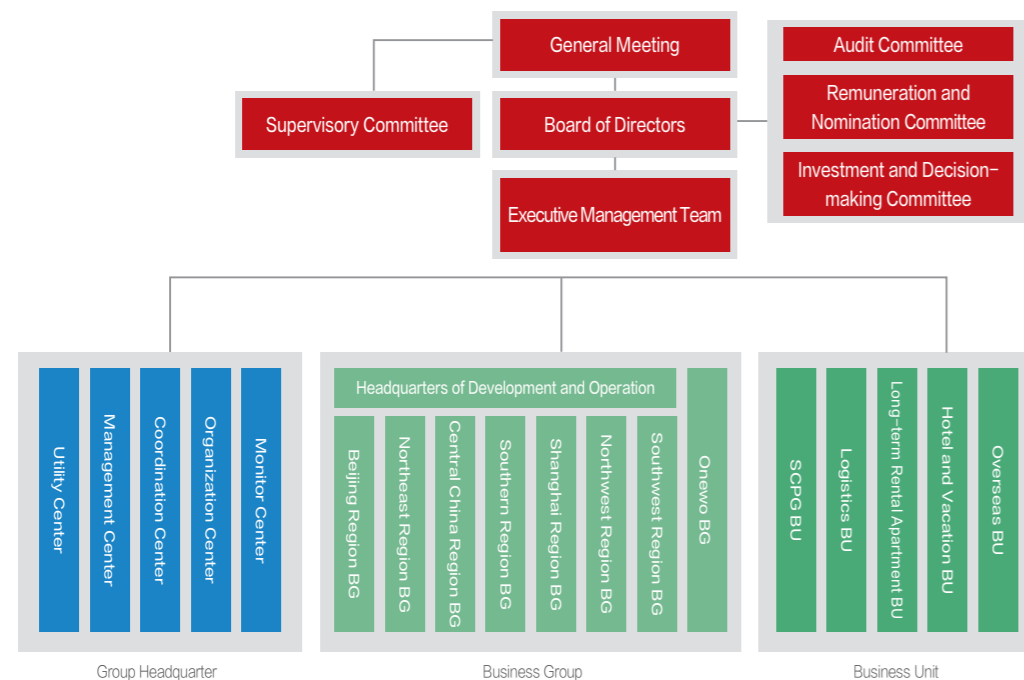 General Meeting
Audit Committee
Supervisory Committee
Board of Directors
Remuneration and
Nomination Committee
Executive Management Team
Investment and Decision-
making Committee
Utility Center
Management Center
Coordination Center
Organization Center
Monitor Center
Group Headquarter
Headquarters of Development and Operation
Beijing Region BG
Northeast Region BG
Central China Region BG
Southern Region BG
Shanghai Region BG
Northwest Region BG
Southwest Region BG
Onewo BG
Business Group
SCPG BU
Logistics BU
Long-term Rental Apartment BU
Hotel and Vacation BU
Overseas BU
Business Unit